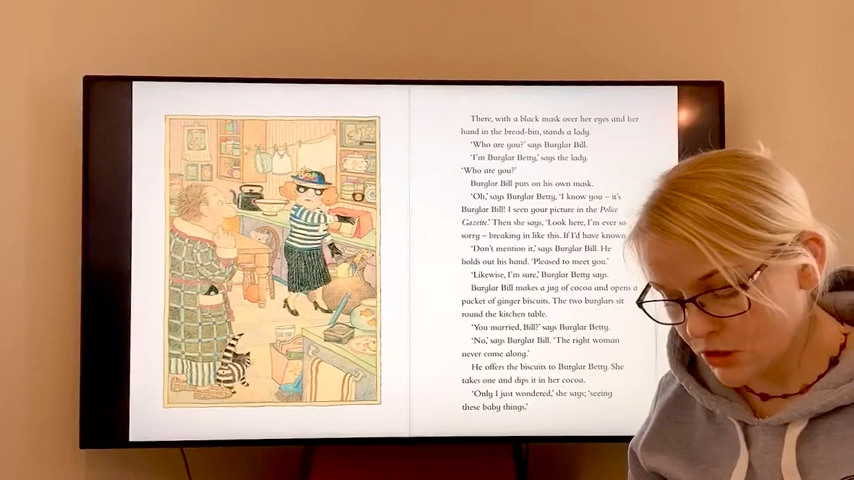 There, with a black mask over her eyes and her
hand in the bread-bin, stands a lady.
‘Who are you?’ says Burglar Bill.
‘I’m Burglar Betty,’ says the lady.
‘Who are you?’
Burglar Bill puts on his own mask.
‘Oh,’ says Burglar Betty, ‘I know you – it’s
Burglar Bill! I seen your picture in the Police
Gazette.’ Then she says, ‘Look here, I’m ever so
sorry – breaking in like this. If I’d have known
‘Don’t mention it,’ says Burglar Bill. He
holds out his hand. ‘Pleased to meet you.’
‘Likewise, I’m sure,’ Burglar Betty says.
Burglar Bill makes a jug of cocoa and opens a
packet of ginger biscuits. The two burglars sit
round the kitchen table.
‘You married, Bill?’ says Burglar Betty.
‘No,’ says Burglar Bill. ‘The right woman
never come along.’
He offers the biscuits to Burglar Betty. She
takes one and dips it in her cocoa.
‘Only I just wondered,’ she says; ‘seeing
these baby things.’